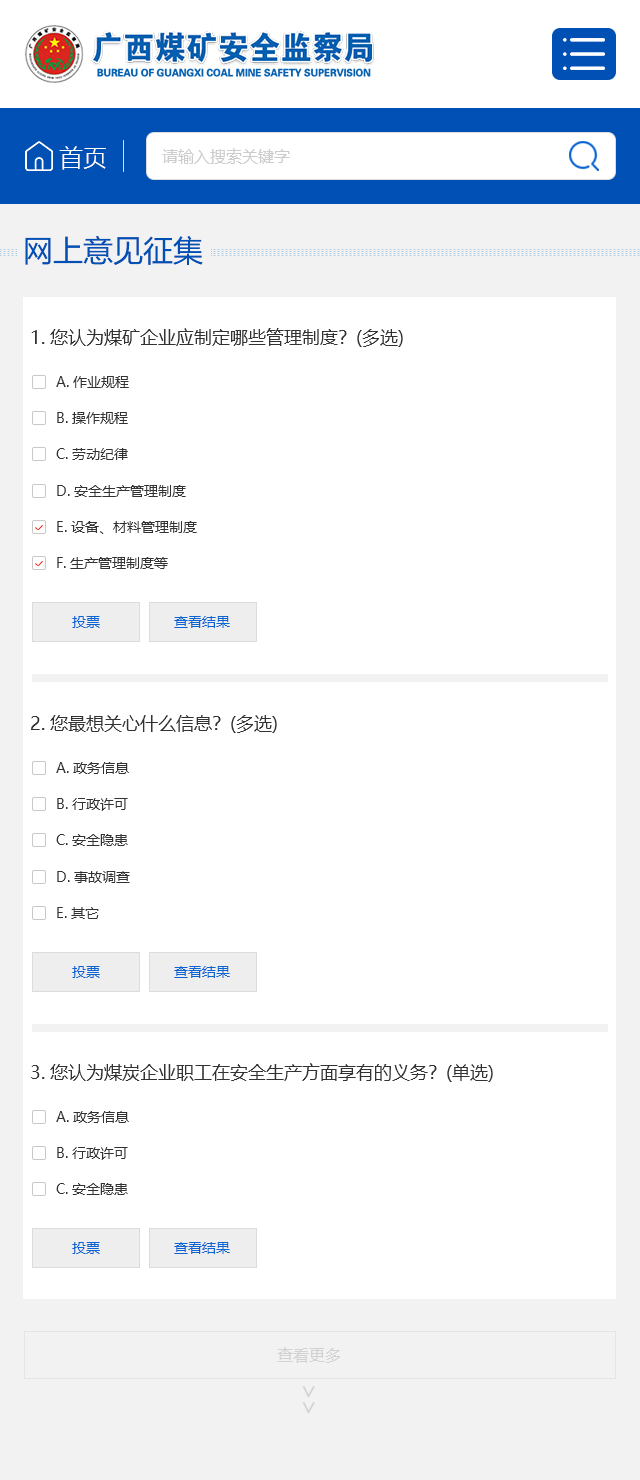 广西煤矿安全监察局
BUREAU OF GUANGXI COAL MINE SAFETY SUPERVISION
首页
请输入搜索关键字
网上意见征集
1. 您认为煤矿企业应制定哪些管理制度？(多选)
A. 作业规程
B. 操作规程
C. 劳动纪律
D. 安全生产管理制度
E. 设备、材料管理制度
F. 生产管理制度等
投票 查看结果
2. 您最想关心什么信息？(多选)
A. 政务信息
B. 行政许可
C. 安全隐患
D. 事故调查
E. 其它
投票 查看结果
3. 您认为煤炭企业职工在安全生产方面享有的义务？(单选)
A. 政务信息
B. 行政许可
C. 安全隐患
投票 查看结果
查看更多